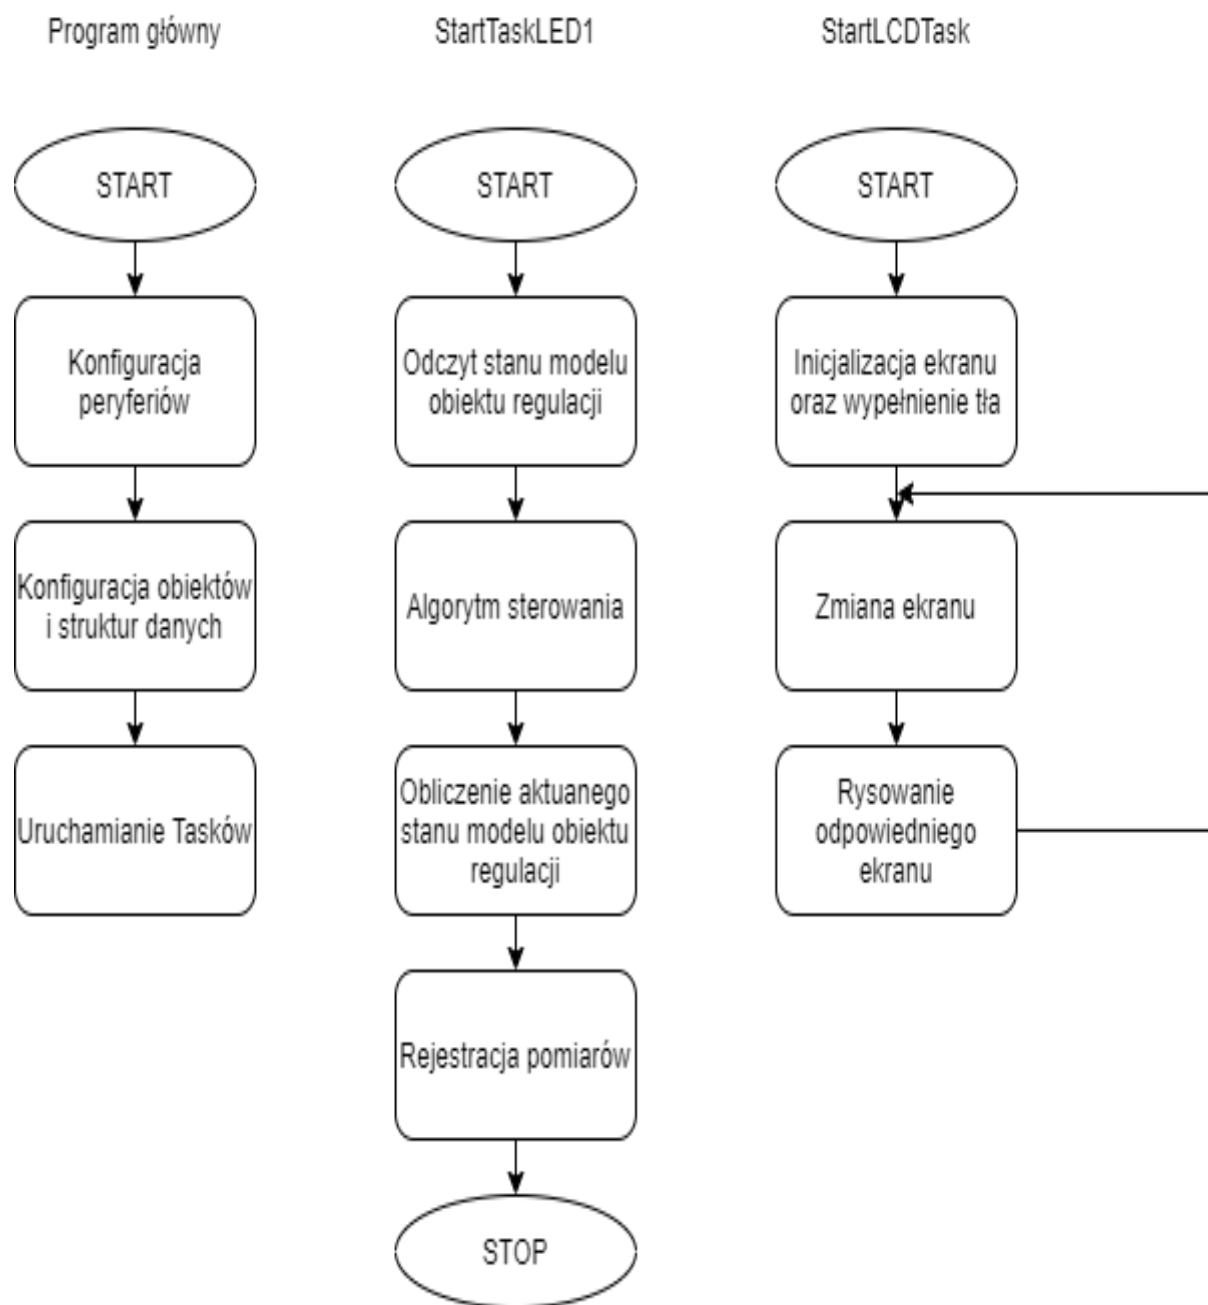 Program główny
START
Konfiguracja
peryferiów
Konfiguracja obiektów
i struktur danych
Uruchamianie Tasków
StartTaskLED1
START
Odczyt stanu modelu
obiektu regulacji
Algorytm sterowania
Obliczenie aktuanego
stanu modelu obiektu
regulacji
Rejestracja pomiarów
STOP
StartLCDTask
START
Inicjalizacja ekranu
oraz wypełnienie tła
Zmiana ekranu
Rysowanie
odpowiedniego
ekranu